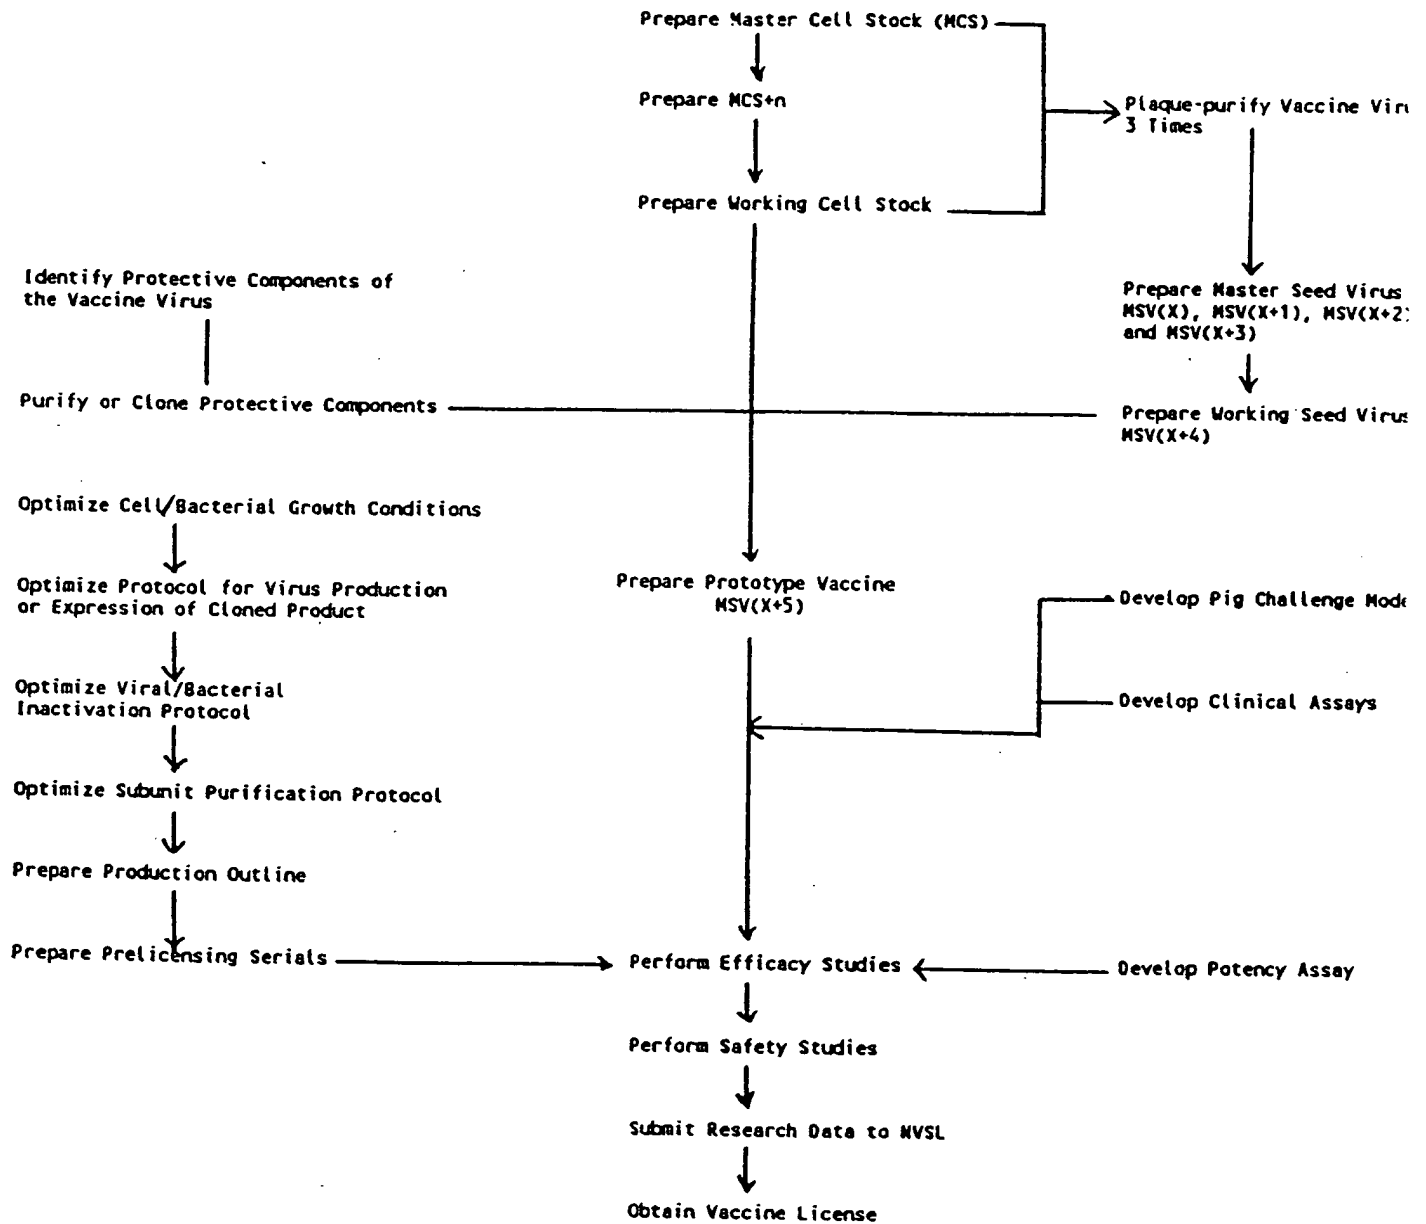 Prepare Master Cell Stock (MCS)
Prepare MCS+n
Plaque-purify Vaccine
3 Times
Prepare Working Cell Stock
Identify Protective Components of
the Vaccine Virus
Prepare Master Seed Virus
MSV(X), MSV(X+1), MSV(X+2)
and MSV(X+3)
Purify or Clone Protective Components
Prepare Working Seed Virus
MSV(X+4)
Optimize Cell/Bacterial Growth Conditions
Optimize Protocol for Virus Production
or Expression of Cloned Product
Prepare Prototype Vaccine
MSV(X+5)
Develop Pig Challenge
Optimize Viral/Bacterial
Inactivation Protocol
Develop Clinical Assays
Optimize Subunit Purification Protocol
Prepare Production Outline
Prepare Prelicensing Serials
Perform Efficacy Studies
Develop Potency Assay
Perform Safety Studies
Submit Research Data to NVSL
Obtain Vaccine License